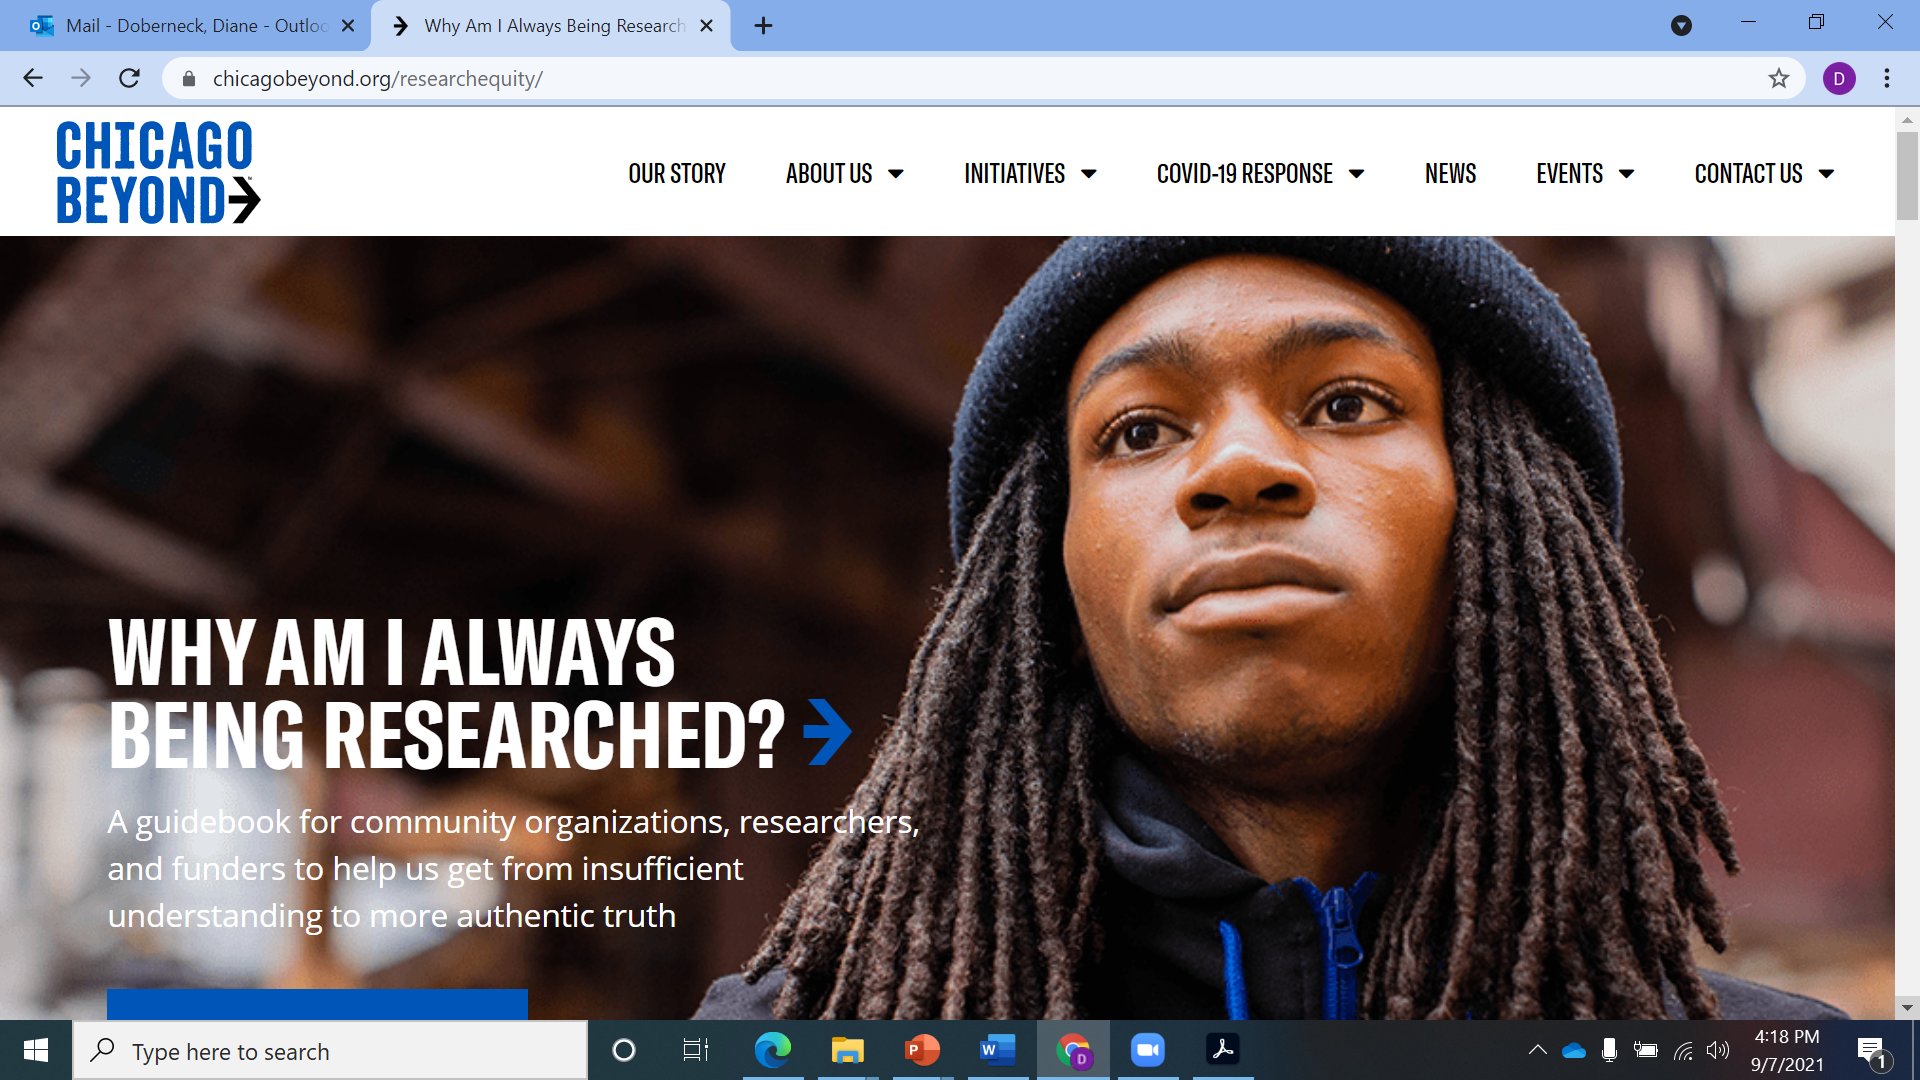 Mail - Doberneck, Diane - Outloo
Why Am I Always Being Research
chicagobeyond.org/researchequity/
D
CHICAGO
BEYOND
OUR STORY
ABOUT US
INITIATIVES
COVID-19 RESPONSE
NEWS
EVENTS
CONTACT US
WHY AM I ALWAYS
BEING RESEARCHED?
A guidebook for community organizations, researchers,
and funders to help us get from insufficient
understanding to more authentic truth
Type here to search
P
W
D
4:18 PM
9/7/2021
1